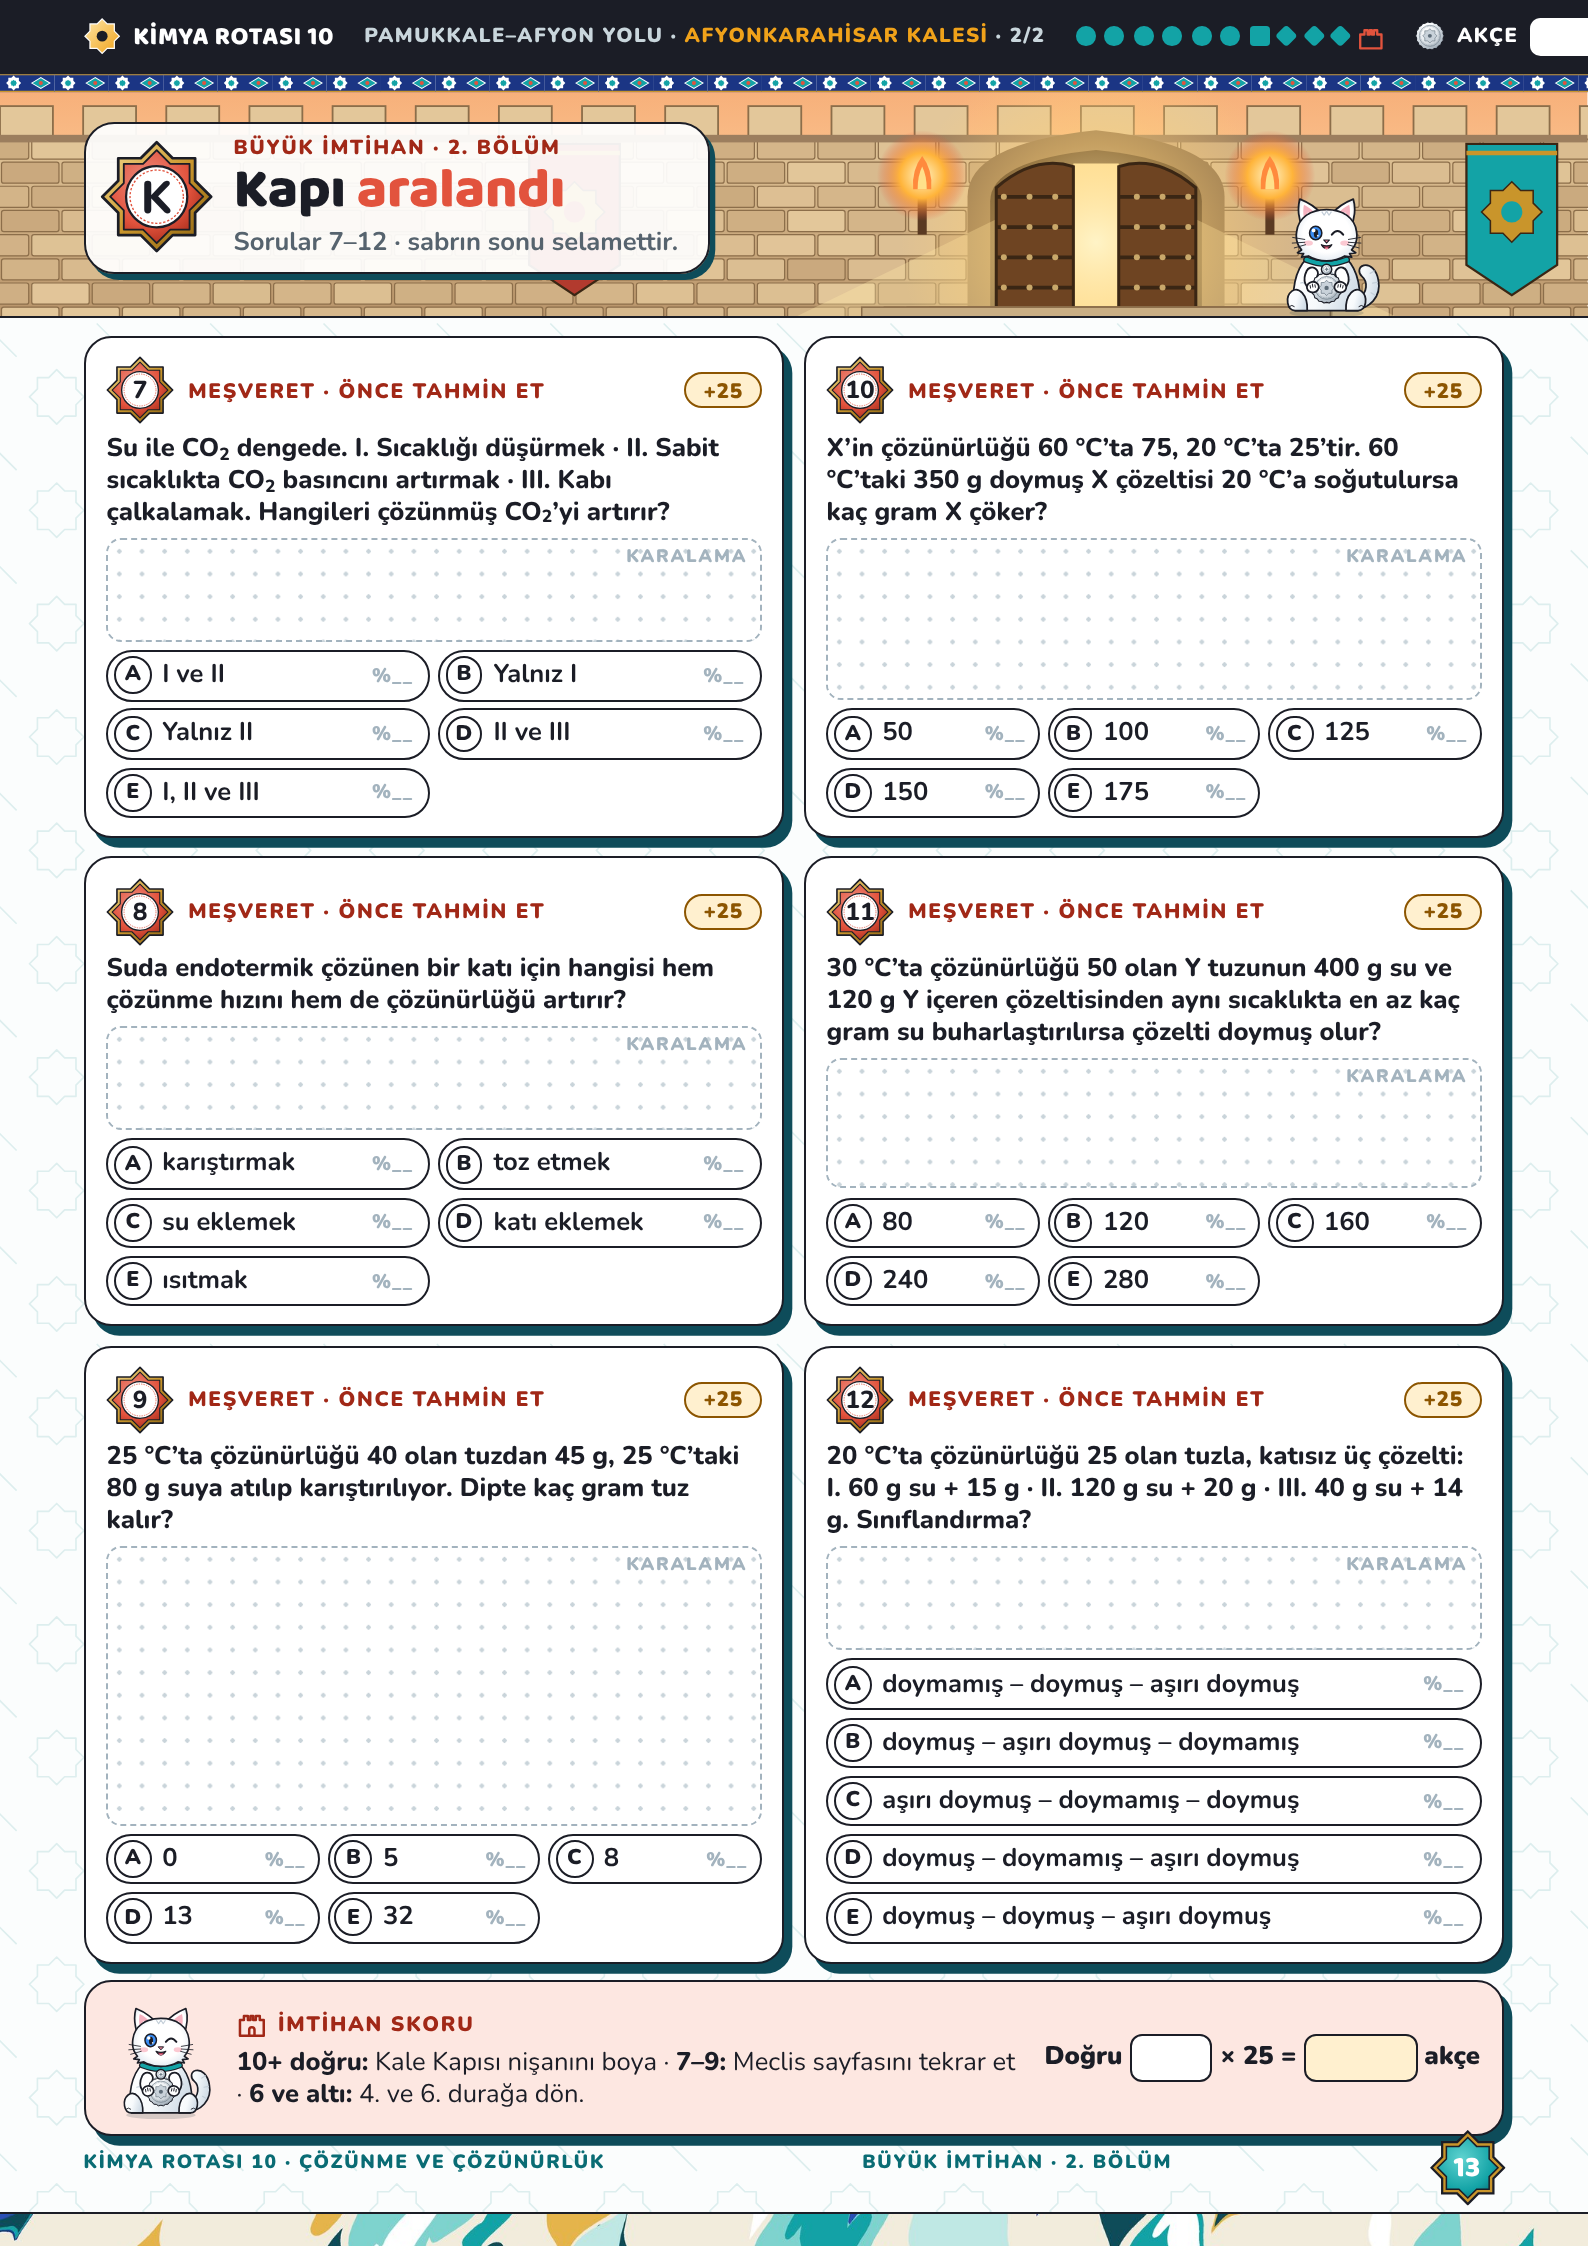 KİMYA ROTASI 10 PAMUKKALE–AFYON YOLU · AFYONKARAHİSAR KALESİ · 2/2 AKÇE
BÜYÜK İMTİHAN · 2. BÖLÜM
K
Kapı aralandı
Sorular 7–12 · sabrın sonu selamettir.
7 MEŞVERET · ÖNCE TAHMİN ET +25
Su ile CO₂ dengede. I. Sıcaklığı düşürmek · II. Sabit
sıcaklıkta CO₂ basıncını artırmak · III. Kabı
çalkalamak. Hangileri çözünmüş CO₂’yi artırır?
KARALAMA
A I ve II %__ B Yalnız I %__
C Yalnız II %__ D II ve III %__
E I, II ve III %__
8 MEŞVERET · ÖNCE TAHMİN ET +25
Suda endotermik çözünen bir katı için hangisi hem
çözünme hızını hem de çözünürlüğü artırır?
KARALAMA
A karıştırmak %__ B toz etmek %__
C su eklemek %__ D katı eklemek %__
E ısıtmak %__
9 MEŞVERET · ÖNCE TAHMİN ET +25
25 °C’ta çözünürlüğü 40 olan tuzdan 45 g, 25 °C’taki
80 g suya atılıp karıştırılıyor. Dipte kaç gram tuz
kalır?
KARALAMA
A 0 %__ B 5 %__ C 8 %__
D 13 %__ E 32 %__
10 MEŞVERET · ÖNCE TAHMİN ET +25
X’in çözünürlüğü 60 °C’ta 75, 20 °C’ta 25’tir. 60
°C’taki 350 g doymuş X çözeltisi 20 °C’a soğutulursa
kaç gram X çöker?
KARALAMA
A 50 %__ B 100 %__ C 125 %__
D 150 %__ E 175 %__
11 MEŞVERET · ÖNCE TAHMİN ET +25
30 °C’ta çözünürlüğü 50 olan Y tuzunun 400 g su ve
120 g Y içeren çözeltisinden aynı sıcaklıkta en az kaç
gram su buharlaştırılırsa çözelti doymuş olur?
KARALAMA
A 80 %__ B 120 %__ C 160 %__
D 240 %__ E 280 %__
12 MEŞVERET · ÖNCE TAHMİN ET +25
20 °C’ta çözünürlüğü 25 olan tuzla, katısız üç çözelti:
I. 60 g su + 15 g · II. 120 g su + 20 g · III. 40 g su + 14
g. Sınıflandırma?
KARALAMA
A doymamış – doymuş – aşırı doymuş %__
B doymuş – aşırı doymuş – doymamış %__
C aşırı doymuş – doymamış – doymuş %__
D doymuş – doymamış – aşırı doymuş %__
E doymuş – doymuş – aşırı doymuş %__
İMTİHAN SKORU
10+ doğru: Kale Kapısı nişanını boya · 7–9: Meclis sayfasını tekrar et
· 6 ve altı: 4. ve 6. durağa dön.
Doğru × 25 = akçe
KİMYA ROTASI 10 · ÇÖZÜNME VE ÇÖZÜNÜRLÜK BÜYÜK İMTİHAN · 2. BÖLÜM 13